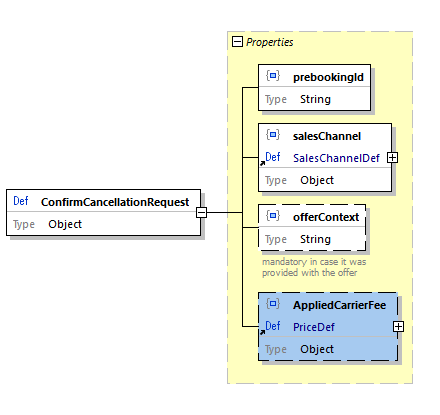 Properties
prebookingId
Type String
salesChannel
Def SalesChannelDef
Type Object
Def ConfirmCancellationRequest
Type Object
offerContext
Type String
mandatory in case it was
provided with the offer
AppliedCarrierFee
Def PriceDef
Type Object